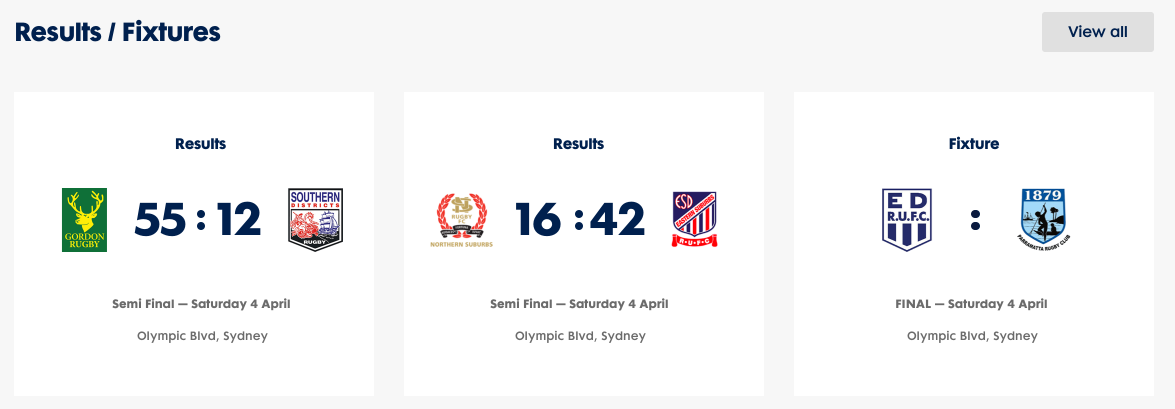 Results / Fixtures
View all
Results
GORDON
RUGBY
55 : 12
SOUTHERN
DISTRICTS
RUGBY
Semi Final — Saturday 4 April
Olympic Blvd, Sydney
Results
RUGBY
FC
NORTHERN SUBURBS
16 : 42
ESD
EASTERN SUBURBS
R·U·F·C
Semi Final — Saturday 4 April
Olympic Blvd, Sydney
Fixture
ED
R.U.F.C.
:
1879
PARRAMATTA RUGBY CLUB
FINAL — Saturday 4 April
Olympic Blvd, Sydney